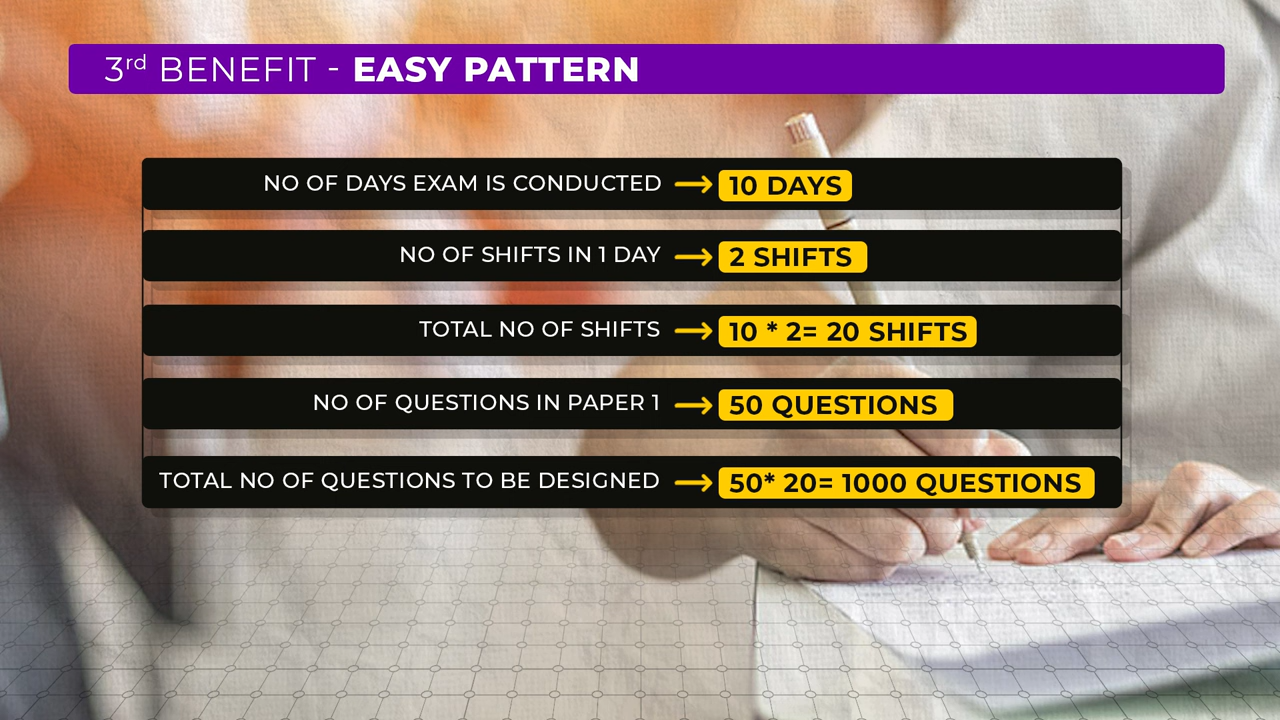 3rd BENEFIT - EASY PATTERN
NO OF DAYS EXAM IS CONDUCTED → 10 DAYS
NO OF SHIFTS IN 1 DAY → 2 SHIFTS
TOTAL NO OF SHIFTS → 10 * 2= 20 SHIFTS
NO OF QUESTIONS IN PAPER 1 → 50 QUESTIONS
TOTAL NO OF QUESTIONS TO BE DESIGNED → 50* 20= 1000 QUESTIONS